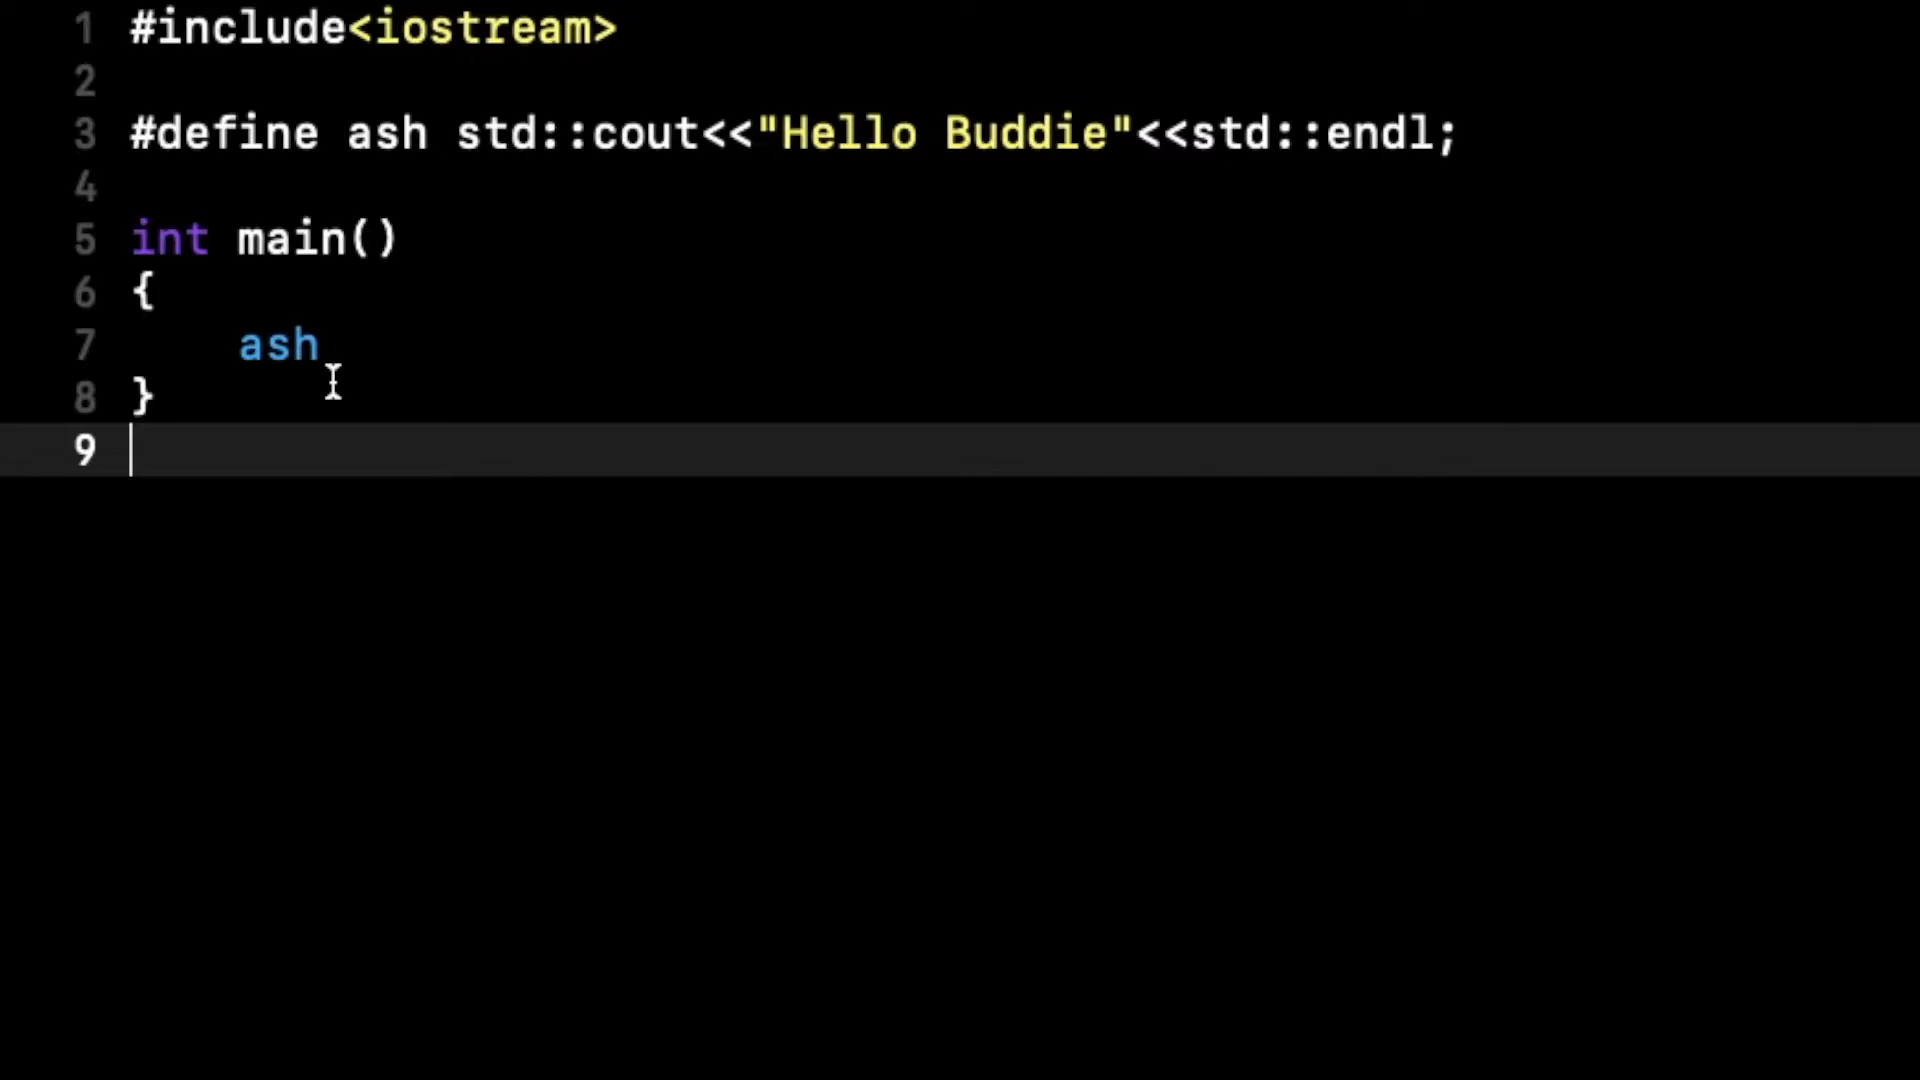 1 #include<iostream>
2
3 #define ash std::cout<<"Hello Buddie"<<std::endl;
4
5 int main()
6 {
7     ash
8 }
9